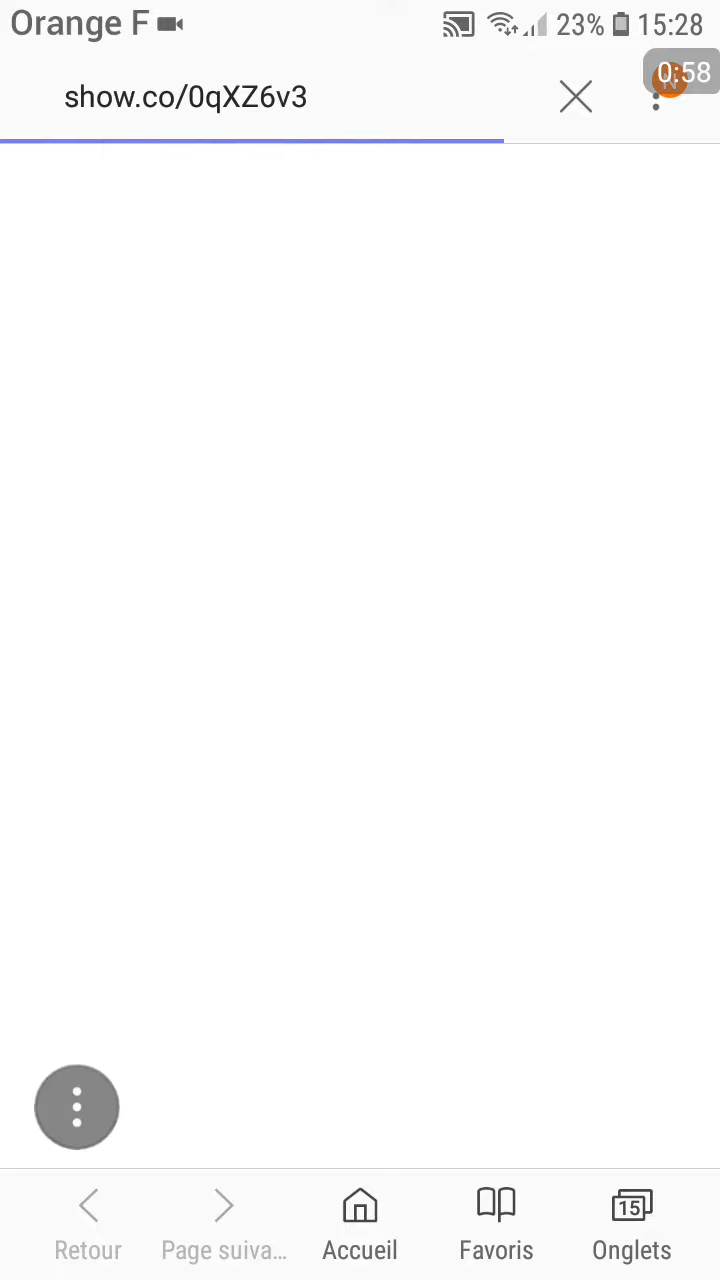 Orange F 23% 15:28
0:58
show.co/0qXZ6v3 N
15
Retour Page suiva... Accueil Favoris Onglets